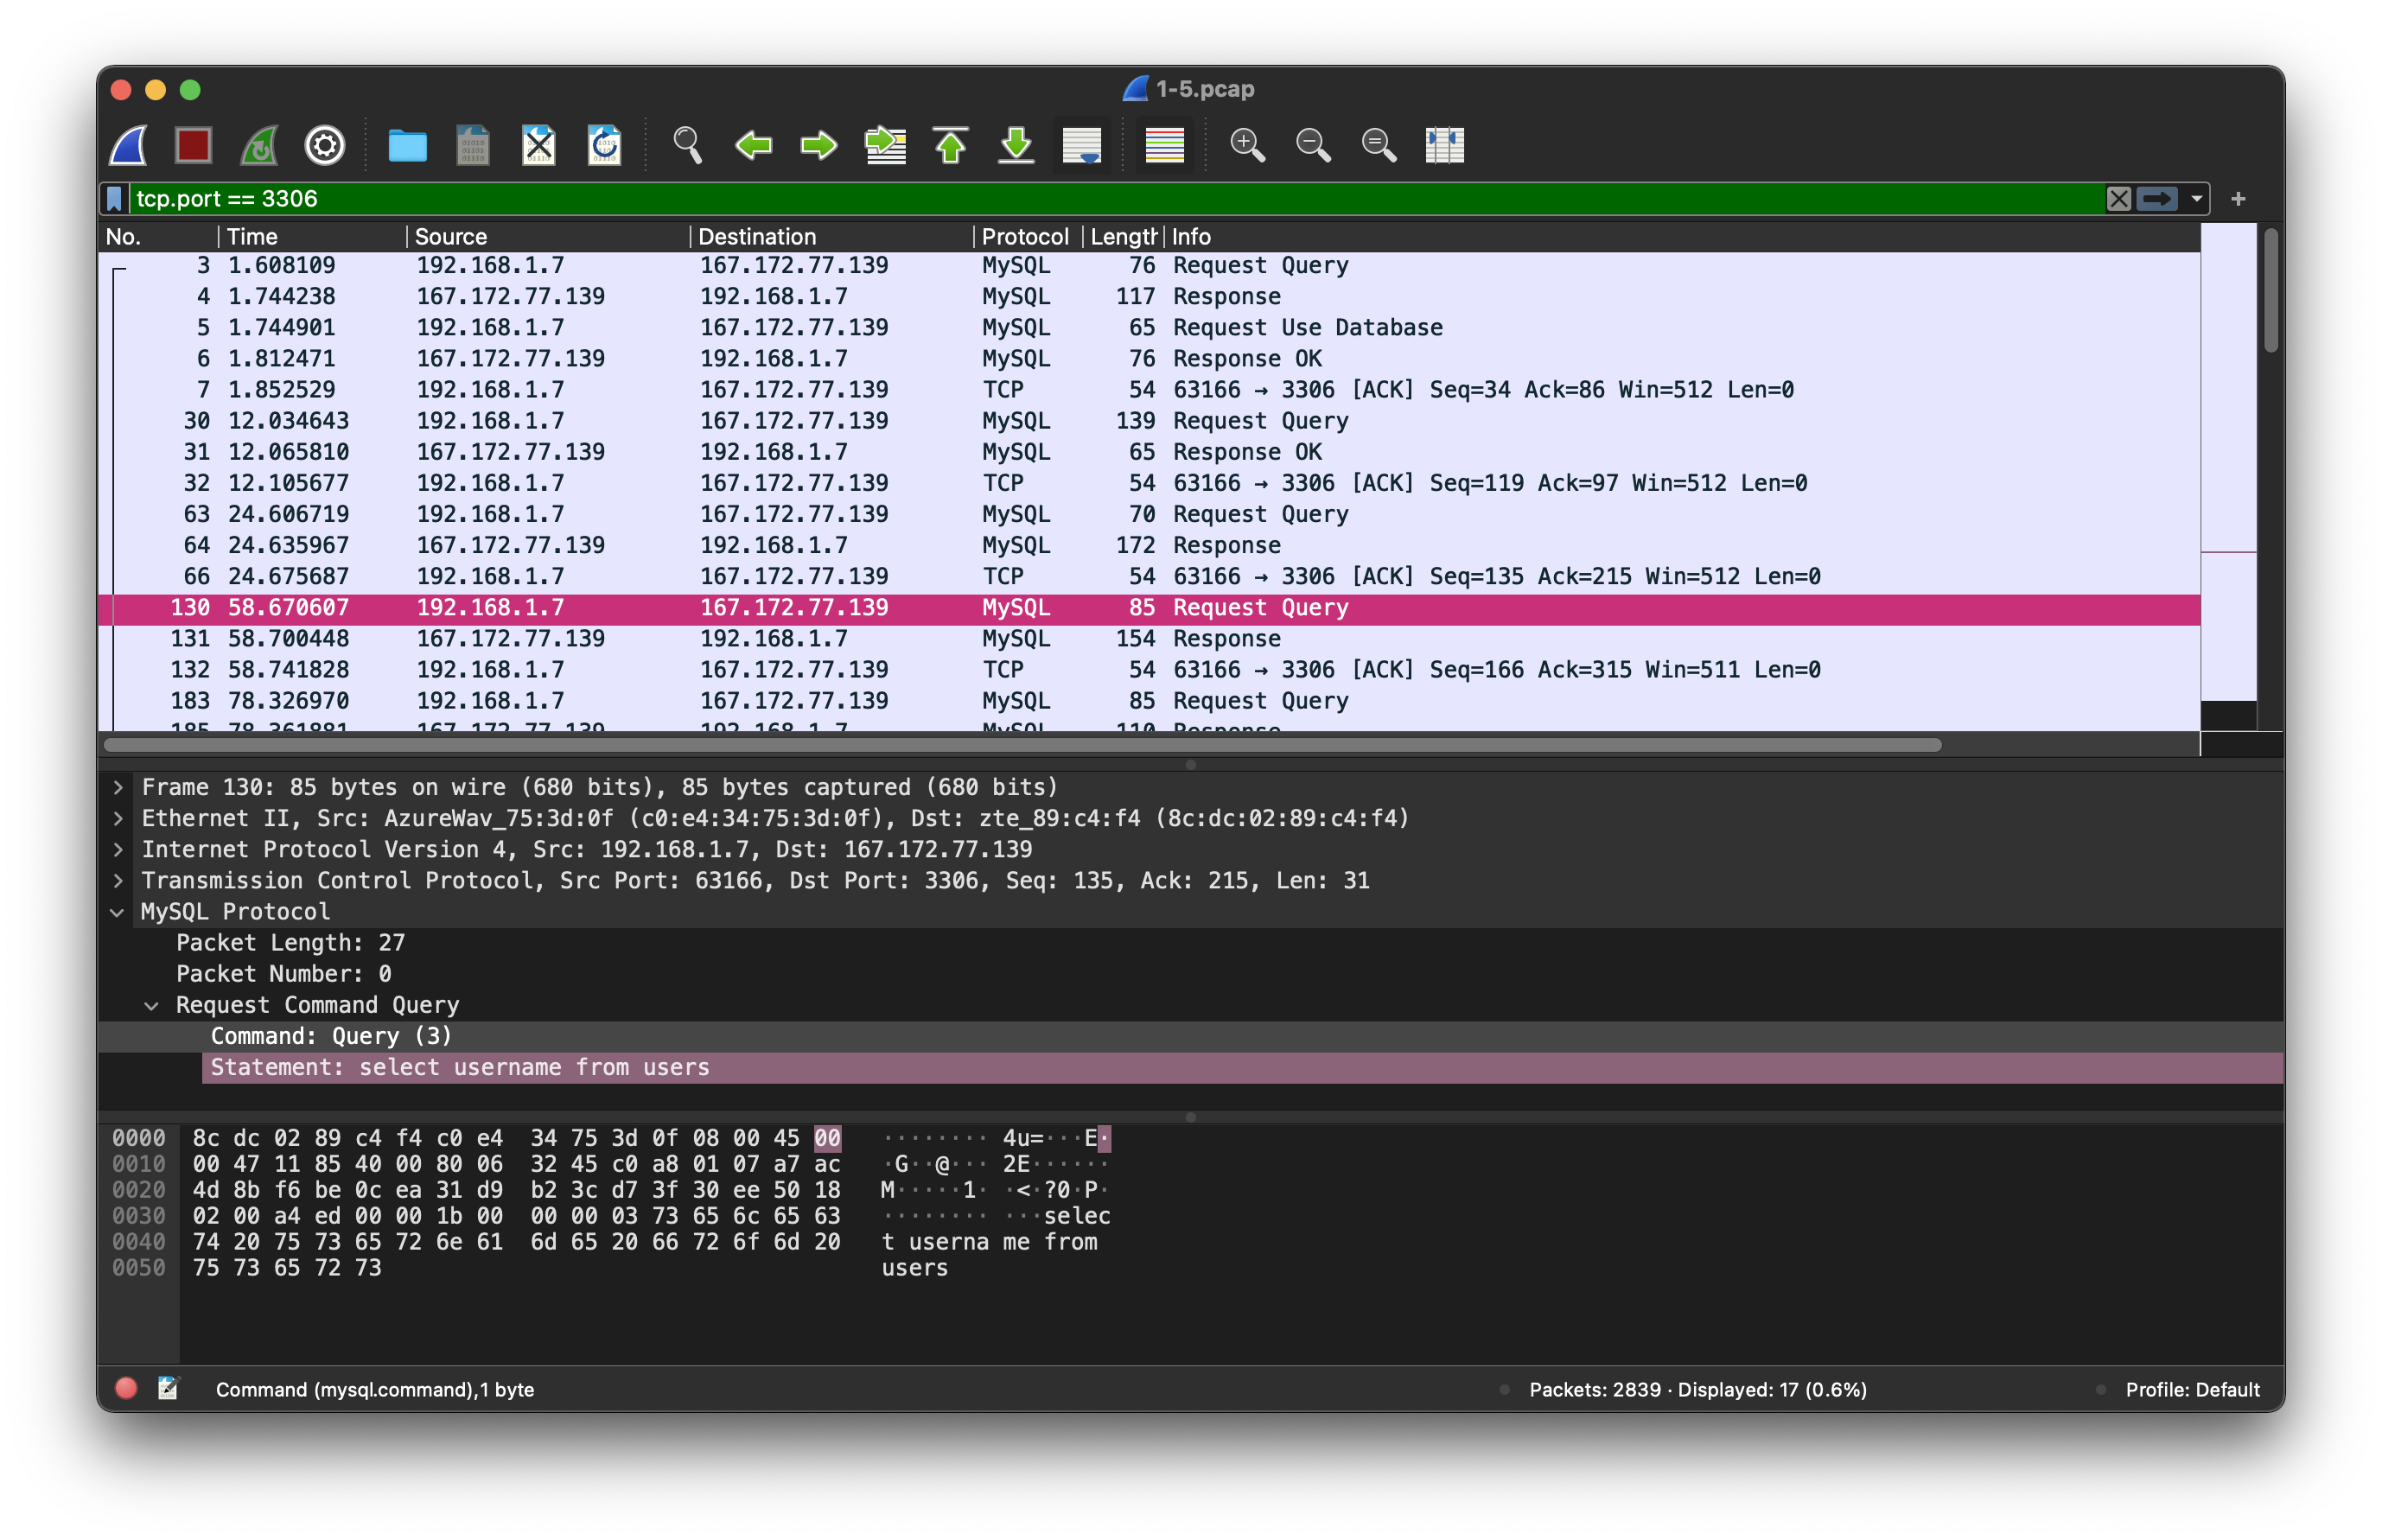 1-5.pcap
tcp.port == 3306
No. Time Source Destination Protocol Length Info
3 1.608109 192.168.1.7 167.172.77.139 MySQL 76 Request Query
4 1.744238 167.172.77.139 192.168.1.7 MySQL 117 Response
5 1.744901 192.168.1.7 167.172.77.139 MySQL 65 Request Use Database
6 1.812471 167.172.77.139 192.168.1.7 MySQL 76 Response OK
7 1.852529 192.168.1.7 167.172.77.139 TCP 54 63166 → 3306 [ACK] Seq=34 Ack=86 Win=512 Len=0
30 12.034643 192.168.1.7 167.172.77.139 MySQL 139 Request Query
31 12.065810 167.172.77.139 192.168.1.7 MySQL 65 Response OK
32 12.105677 192.168.1.7 167.172.77.139 TCP 54 63166 → 3306 [ACK] Seq=119 Ack=97 Win=512 Len=0
63 24.606719 192.168.1.7 167.172.77.139 MySQL 70 Request Query
64 24.635967 167.172.77.139 192.168.1.7 MySQL 172 Response
66 24.675687 192.168.1.7 167.172.77.139 TCP 54 63166 → 3306 [ACK] Seq=135 Ack=215 Win=512 Len=0
130 58.670607 192.168.1.7 167.172.77.139 MySQL 85 Request Query
131 58.700448 167.172.77.139 192.168.1.7 MySQL 154 Response
132 58.741828 192.168.1.7 167.172.77.139 TCP 54 63166 → 3306 [ACK] Seq=166 Ack=315 Win=511 Len=0
183 78.326970 192.168.1.7 167.172.77.139 MySQL 85 Request Query
185 78.361881 167.172.77.139 192.168.1.7 MySQL 110 Response
Frame 130: 85 bytes on wire (680 bits), 85 bytes captured (680 bits)
Ethernet II, Src: AzureWav_75:3d:0f (c0:e4:34:75:3d:0f), Dst: zte_89:c4:f4 (8c:dc:02:89:c4:f4)
Internet Protocol Version 4, Src: 192.168.1.7, Dst: 167.172.77.139
Transmission Control Protocol, Src Port: 63166, Dst Port: 3306, Seq: 135, Ack: 215, Len: 31
MySQL Protocol
Packet Length: 27
Packet Number: 0
Request Command Query
Command: Query (3)
Statement: select username from users
0000 8c dc 02 89 c4 f4 c0 e4 34 75 3d 0f 08 00 45 00 ········ 4u=···E·
0010 00 47 11 85 40 00 80 06 32 45 c0 a8 01 07 a7 ac ·G··@··· 2E······
0020 4d 8b f6 be 0c ea 31 d9 b2 3c d7 3f 30 ee 50 18 M·····1· ·<·?0·P·
0030 02 00 a4 ed 00 00 1b 00 00 00 03 73 65 6c 65 63 ········ ···selec
0040 74 20 75 73 65 72 6e 61 6d 65 20 66 72 6f 6d 20 t userna me from
0050 75 73 65 72 73 users
Command (mysql.command), 1 byte Packets: 2839 · Displayed: 17 (0.6%) Profile: Default